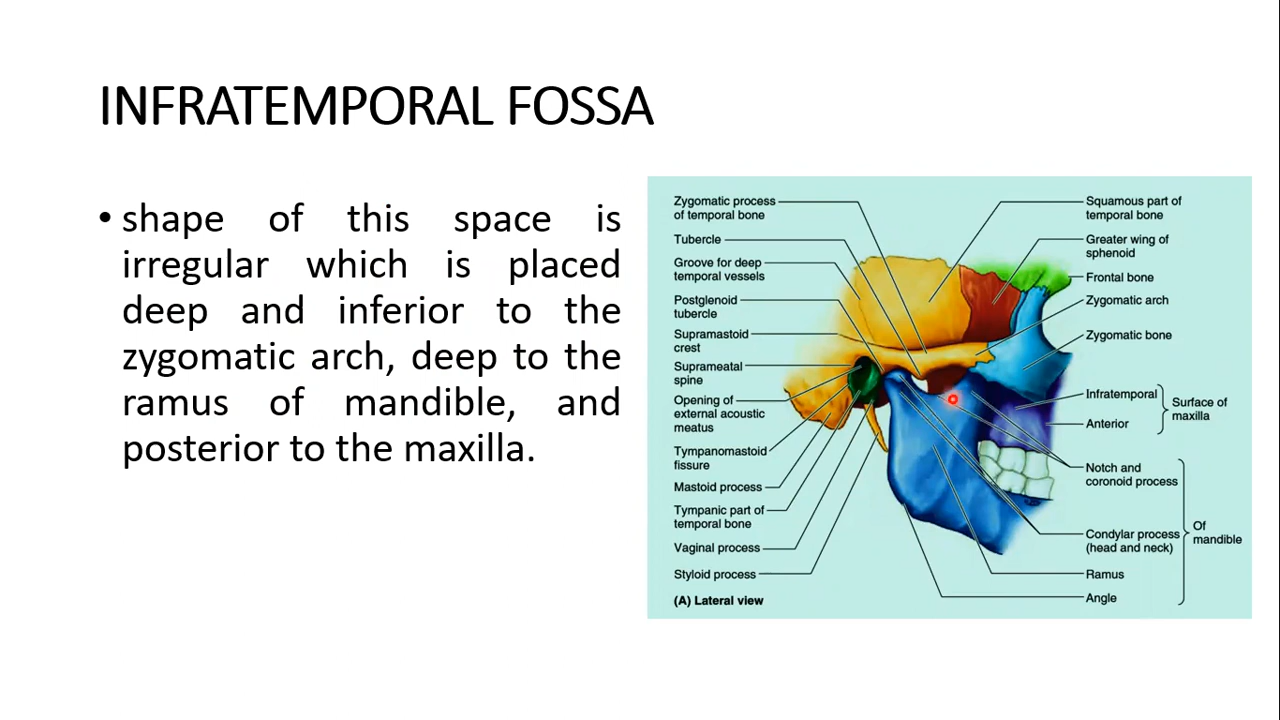 INFRATEMPORAL FOSSA
• shape of this space is
irregular which is placed
deep and inferior to the
zygomatic arch, deep to the
ramus of mandible, and
posterior to the maxilla.
Zygomatic process
of temporal bone
Tubercle
Groove for deep
temporal vessels
Postglenoid
tubercle
Supramastoid
crest
Suprameatal
spine
Opening of
external acoustic
meatus
Tympanomastoid
fissure
Mastoid process
Tympanic part of
temporal bone
Vaginal process
Styloid process
(A) Lateral view
Squamous part of
temporal bone
Greater wing of
sphenoid
Frontal bone
Zygomatic arch
Zygomatic bone
Infratemporal
Anterior
Surface of
maxilla
Notch and
coronoid process
Condylar process
(head and neck)
Ramus
Angle
Of
mandible